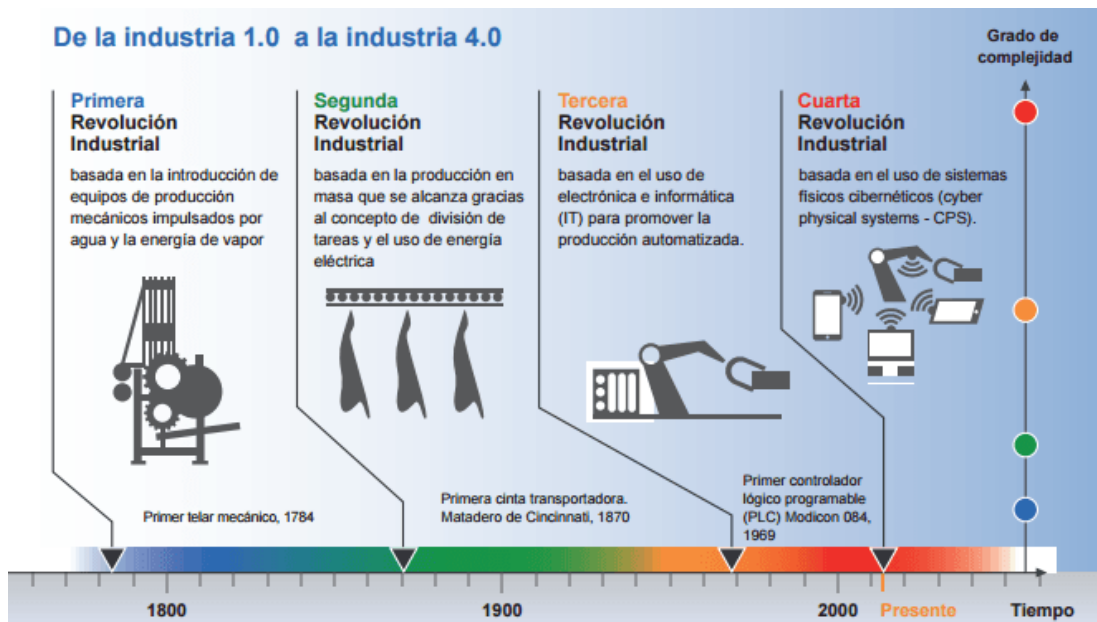 De la industria 1.0 a la industria 4.0
Grado de
complejidad
Primera
Revolución
Industrial
basada en la introducción de
equipos de producción
mecánicos impulsados por
agua y la energía de vapor
Segunda
Revolución
Industrial
basada en la producción en
masa que se alcanza gracias
al concepto de división de
tareas y el uso de energía
eléctrica
Tercera
Revolución
Industrial
basada en el uso de
electrónica e informática
(IT) para promover la
producción automatizada.
Cuarta
Revolución
Industrial
basada en el uso de sistemas
físicos cibernéticos (cyber
physical systems - CPS).
Primer telar mecánico, 1784
Primera cinta transportadora.
Matadero de Cincinnati, 1870
Primer controlador
lógico programable
(PLC) Modicon 084,
1969
1800
1900
2000
Presente
Tiempo